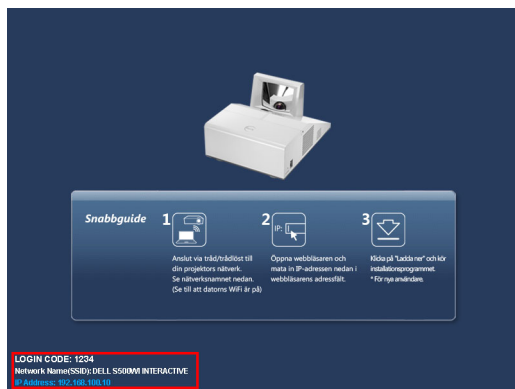 Snabbguide
1
Anslut via tråd/trådlöst till
din projektors nätverk.
Se nätverksnamnet nedan.
(Se till att datorns WiFi är på)
2
IP:
Öppna webbläsaren och
mata in IP-adressen nedan i
webbläsarens adressfält.
3
Klicka på "Ladda ner" och kör
installationsprogrammet.
* För nya användare.
LOGIN CODE: 1234
Network Name(SSID): DELL S500WI INTERACTIVE
IP Address: 192.168.100.10